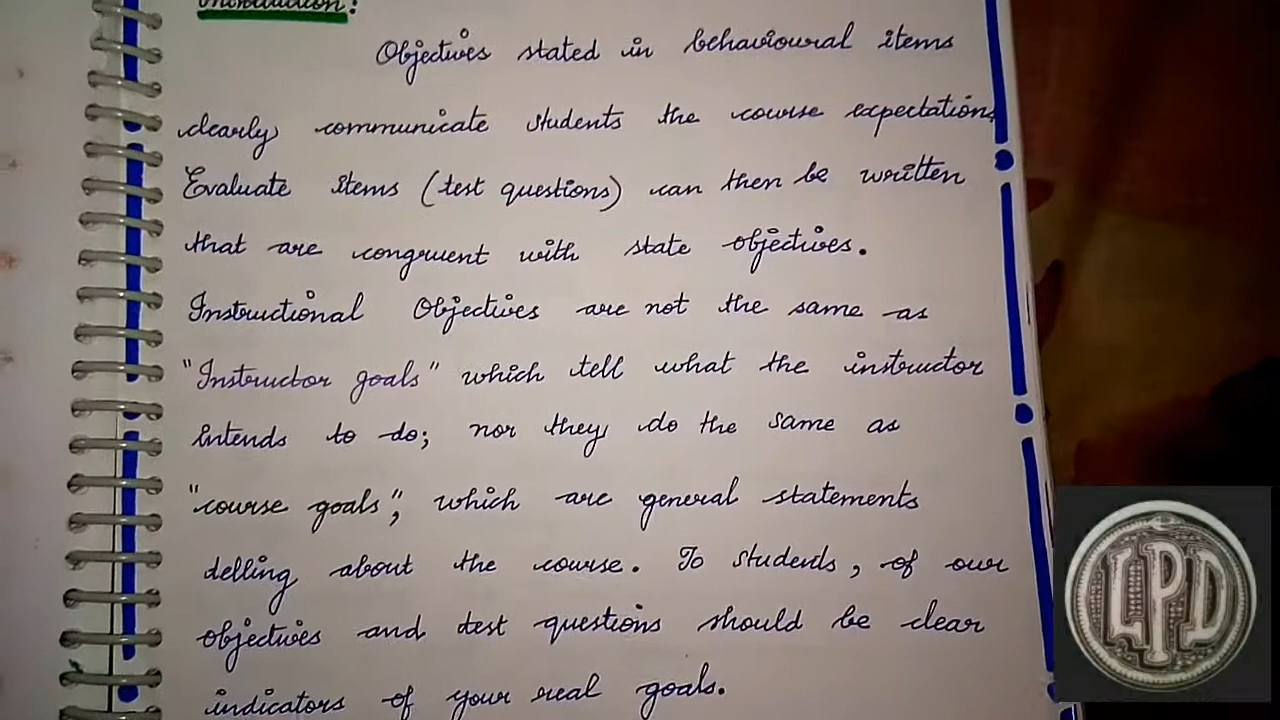 Introduction:
Objectives stated in behavioural items
clearly communicate students the course expectations
Evaluate items (test questions) can then be written
that are congruent with state objectives.
Instructional Objectives are not the same as
"Instructor goals" which tell what the instructor
intends to do; nor they do the same as
"course goals", which are general statements
delling about the course. To students, of our
objectives and test questions should be clear
indicators of your real goals.
LPD